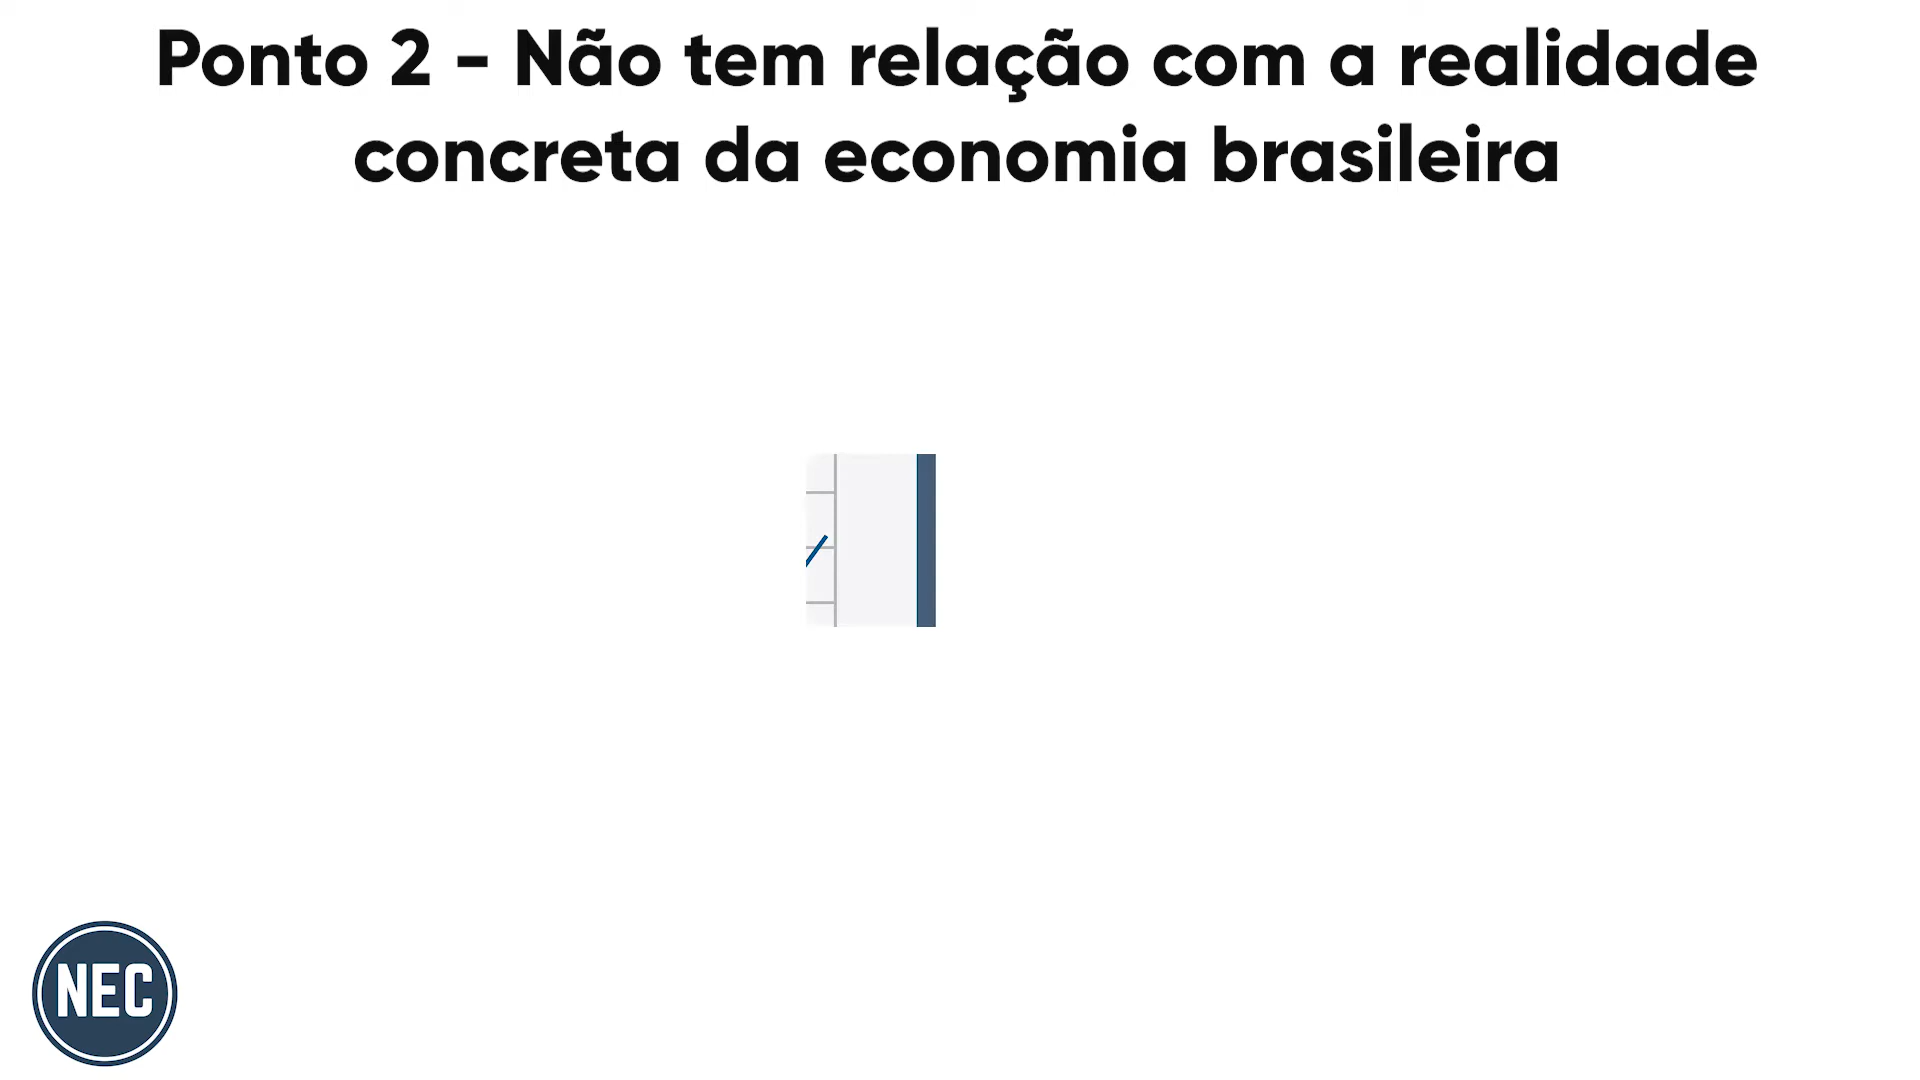 Ponto 2 - Não tem relação com a realidade
concreta da economia brasileira
NEC